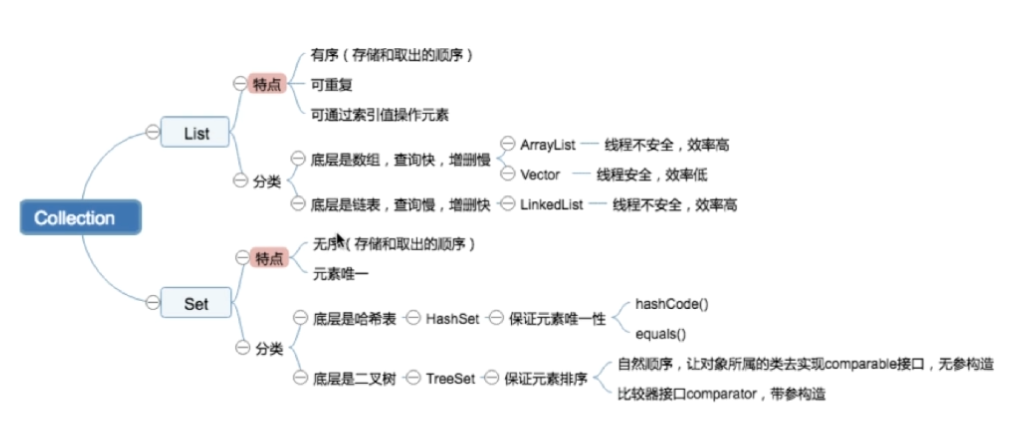 Collection
List
特点
有序（存储和取出的顺序）
可重复
可通过索引值操作元素
分类
底层是数组，查询快，增删慢
ArrayList
线程不安全，效率高
Vector
线程安全，效率低
底层是链表，查询慢，增删快
LinkedList
线程不安全，效率高
Set
特点
无序（存储和取出的顺序）
元素唯一
分类
底层是哈希表
HashSet
保证元素唯一性
hashCode()
equals()
底层是二叉树
TreeSet
保证元素排序
自然顺序，让对象所属的类去实现comparable接口，无参构造
比较器接口comparator，带参构造